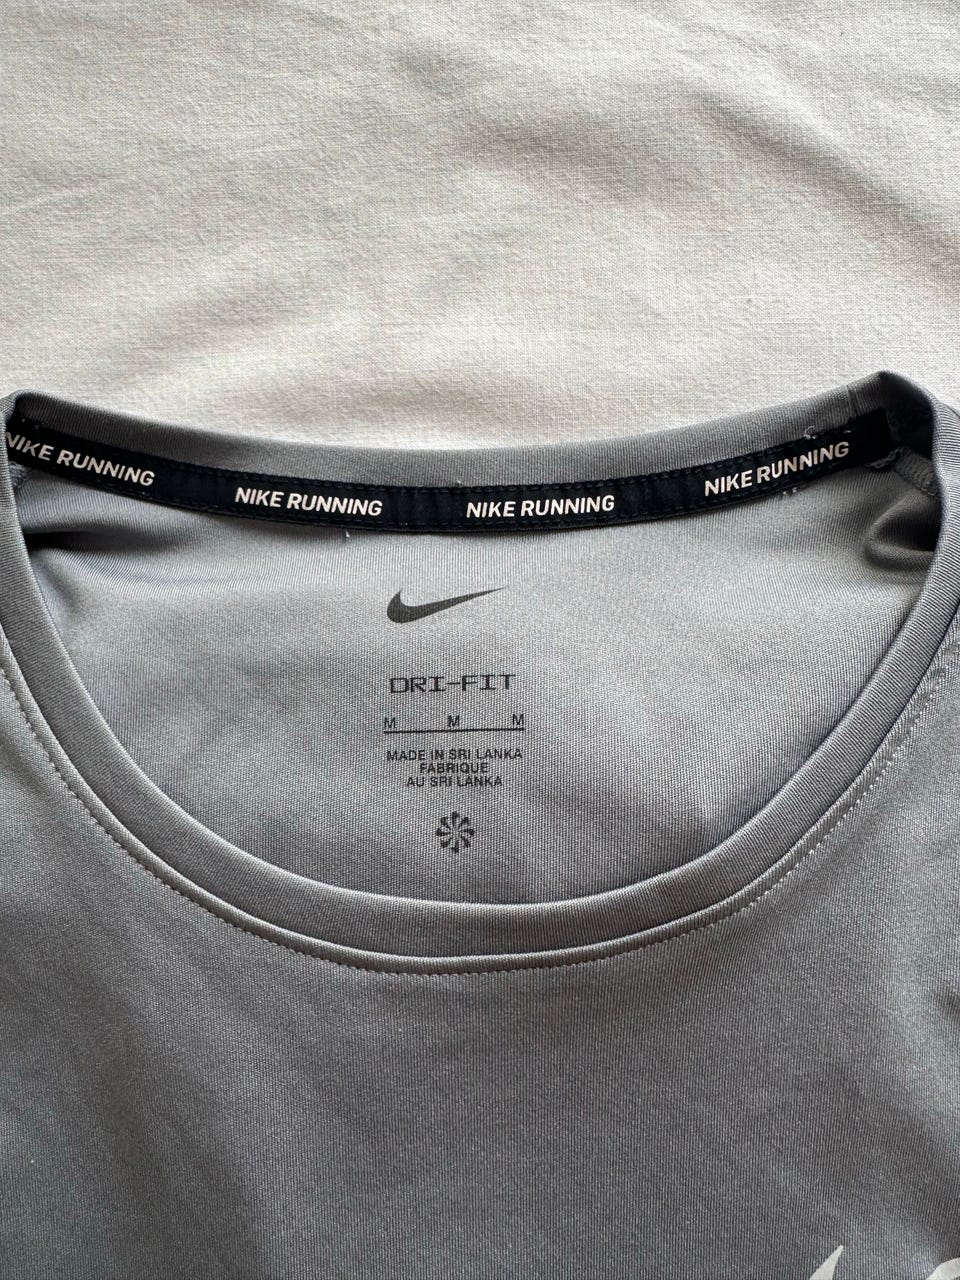 NIKE RUNNING NIKE RUNNING NIKE RUNNING NIKE RUNNING
DRI-FIT
M M M
MADE IN SRI LANKA
FABRIQUE
AU SRI LANKA